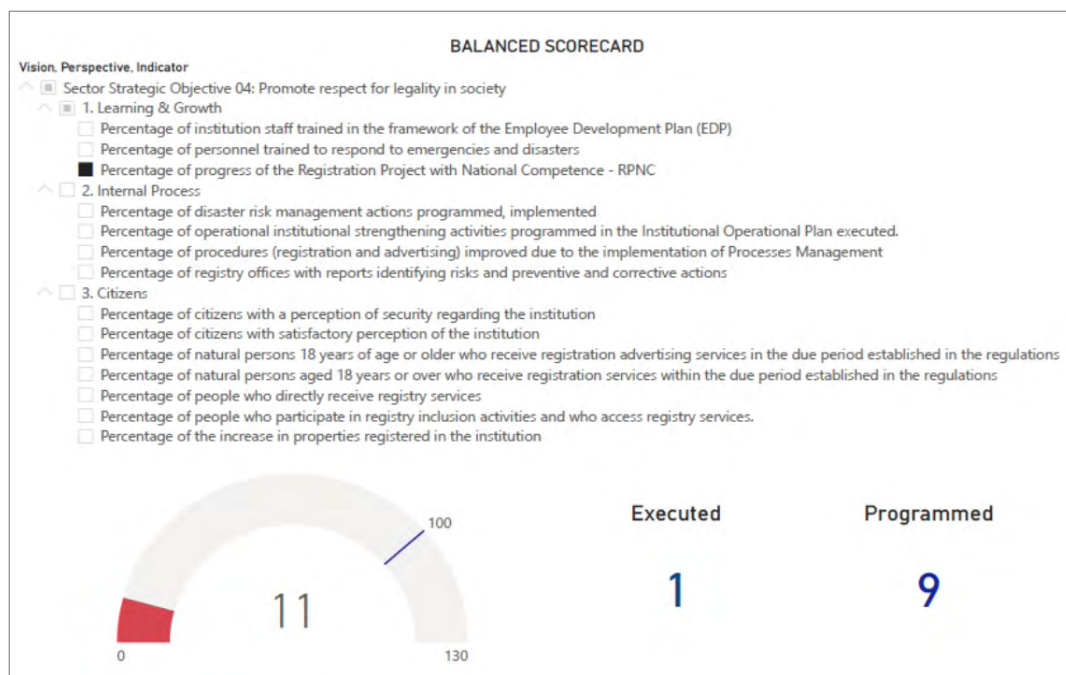 BALANCED SCORECARD
Vision, Perspective, Indicator
Sector Strategic Objective 04: Promote respect for legality in society
1. Learning & Growth
Percentage of institution staff trained in the framework of the Employee Development Plan (EDP)
Percentage of personnel trained to respond to emergencies and disasters
Percentage of progress of the Registration Project with National Competence - RPNC
2. Internal Process
Percentage of disaster risk management actions programmed, implemented
Percentage of operational institutional strengthening activities programmed in the Institutional Operational Plan executed.
Percentage of procedures (registration and advertising) improved due to the implementation of Processes Management
Percentage of registry offices with reports identifying risks and preventive and corrective actions
3. Citizens
Percentage of citizens with a perception of security regarding the institution
Percentage of citizens with satisfactory perception of the institution
Percentage of natural persons 18 years of age or older who receive registration advertising services in the due period established in the regulations
Percentage of natural persons aged 18 years or over who receive registration services within the due period established in the regulations
Percentage of people who directly receive registry services
Percentage of people who participate in registry inclusion activities and who access registry services.
Percentage of the increase in properties registered in the institution
100
11
0
130
Executed
1
Programmed
9